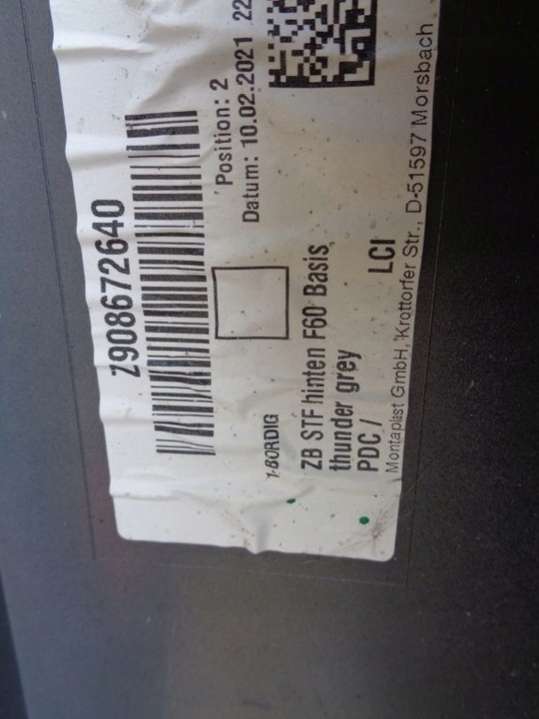 Z908672640
Position: 2
Datum: 10.02.2021 22
1-BORDIG
ZB STF hinten F60 Basis
thunder grey
PDC / LCI
Montaplast GmbH, Krottorfer Str., D-51597 Morsbach